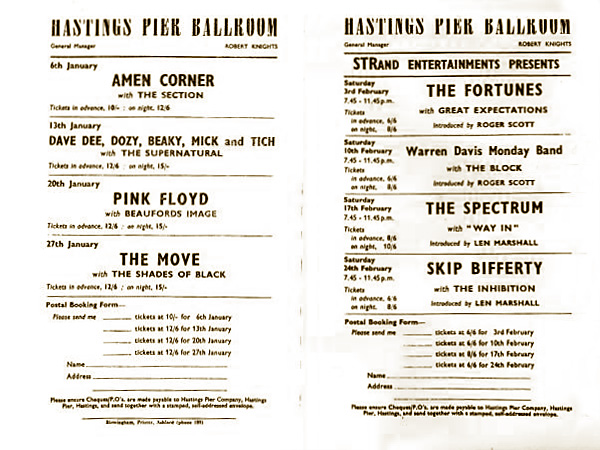 HASTINGS PIER BALLROOM
General Manager ROBERT KNIGHTS
6th January
AMEN CORNER
with THE SECTION
Tickets in advance, 10/- : on night, 12/6
13th January
DAVE DEE, DOZY, BEAKY, MICK and TICH
with THE SUPERNATURAL
Tickets in advance, 12/6 : on night, 15/-
20th January
PINK FLOYD
with BEAUFORDS IMAGE
Tickets in advance, 12/6 : on night, 15/-
27th January
THE MOVE
with THE SHADES OF BLACK
Tickets in advance, 12/6 : on night, 15/-
Postal Booking Form—
Please send me ______ tickets at 10/- for 6th January
______ tickets at 12/6 for 13th January
______ tickets at 12/6 for 20th January
______ tickets at 12/6 for 27th January
Name
Address
Please ensure Cheques/P.O's. are made payable to Hastings Pier Company, Hastings
Pier, Hastings, and send together with a stamped, self-addressed envelope.
Birmingham, Printer, Ashford (phone 189)
HASTINGS PIER BALLROOM
General Manager ROBERT KNIGHTS
STRAND ENTERTAINMENTS PRESENTS
Saturday
3rd February
7.45 - 11.45 p.m.
Tickets
in advance, 6/6
on night, 8/6
THE FORTUNES
with GREAT EXPECTATIONS
Introduced by ROGER SCOTT
Saturday
10th February
7.45 - 11.45 p.m.
Tickets
in advance, 6/6
on night, 8/6
Warren Davis Monday Band
with THE BLOCK
Introduced by ROGER SCOTT
Saturday
17th February
7.45 - 11.45 p.m.
Tickets
in advance, 8/6
on night, 10/6
THE SPECTRUM
with "WAY IN"
Introduced by LEN MARSHALL
Saturday
24th February
7.45 - 11.45 p.m.
Tickets
in advance, 6/6
on night, 8/6
SKIP BIFFERTY
with THE INHIBITION
Introduced by LEN MARSHALL
Postal Booking Form—
Please send me ______ tickets at 6/6 for 3rd February
______ tickets at 6/6 for 10th February
______ tickets at 8/6 for 17th February
______ tickets at 6/6 for 24th February
Name
Address
Please ensure Cheques/P.O's. are made payable to Hastings Pier Company, Hastings
Pier, Hastings, and send together with a stamped, self-addressed envelope.